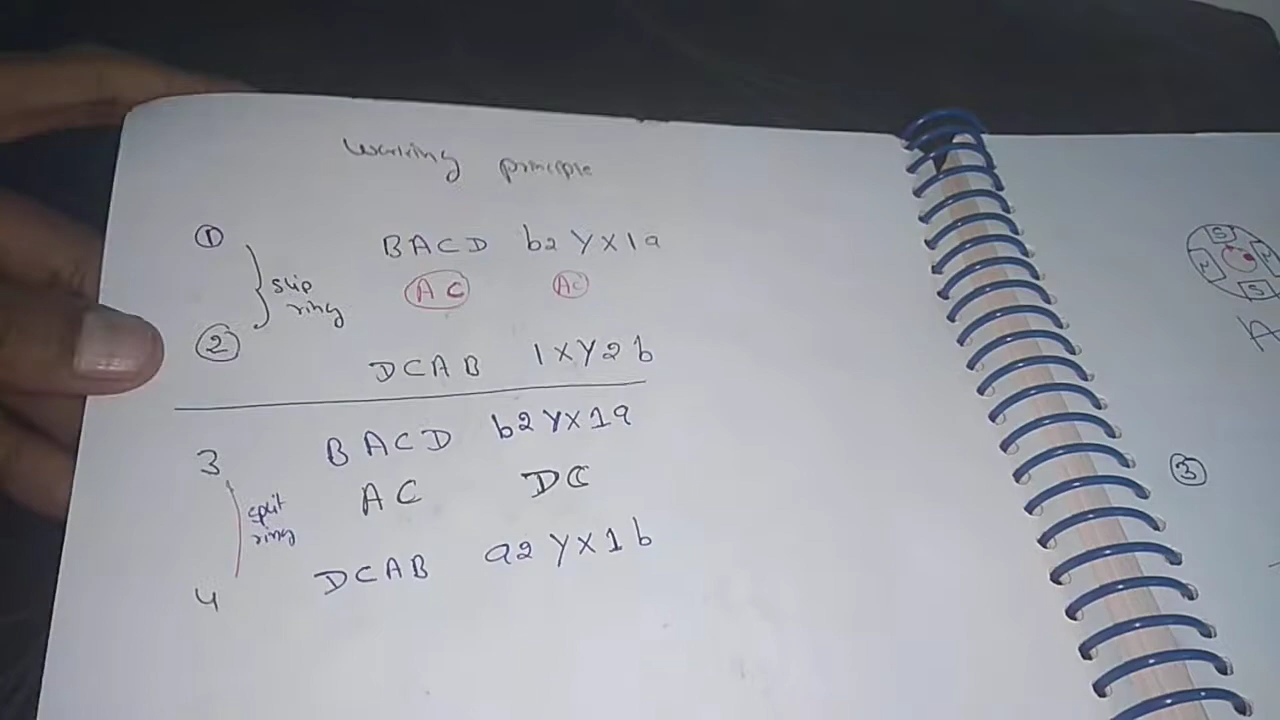 Working principle
① BACD b2YX1a
slip
ring
AC AC
② DCAB 1XY2b
3 BACD b2YX1a
AC DC
split
ring
DCAB a2YX1b
4
S
N
S
③